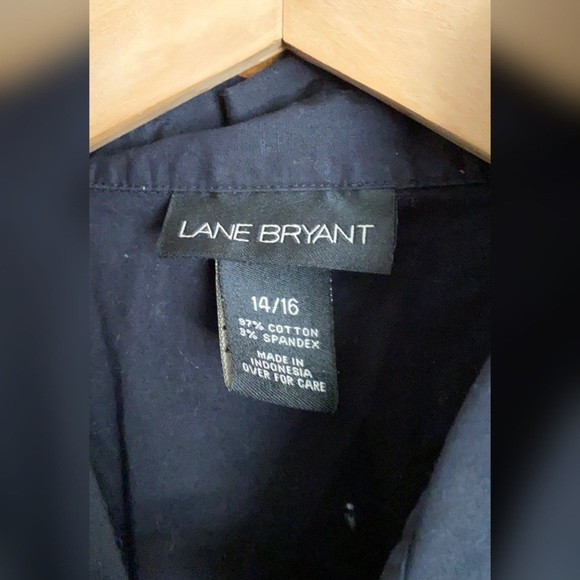 LANE BRYANT
14/16
97% COTTON
3% SPANDEX
MADE IN
INDONESIA
OVER FOR CARE